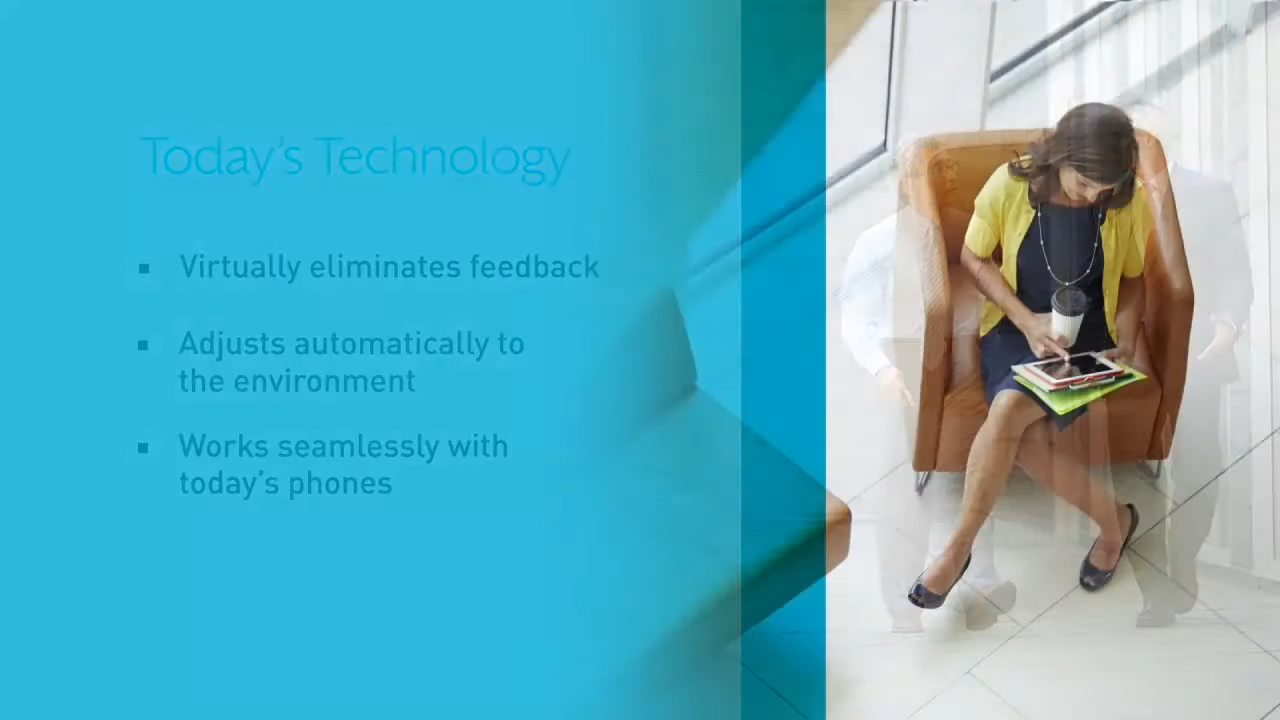 Today's Technology
▪ Virtually eliminates feedback
▪ Adjusts automatically to
the environment
▪ Works seamlessly with
today's phones